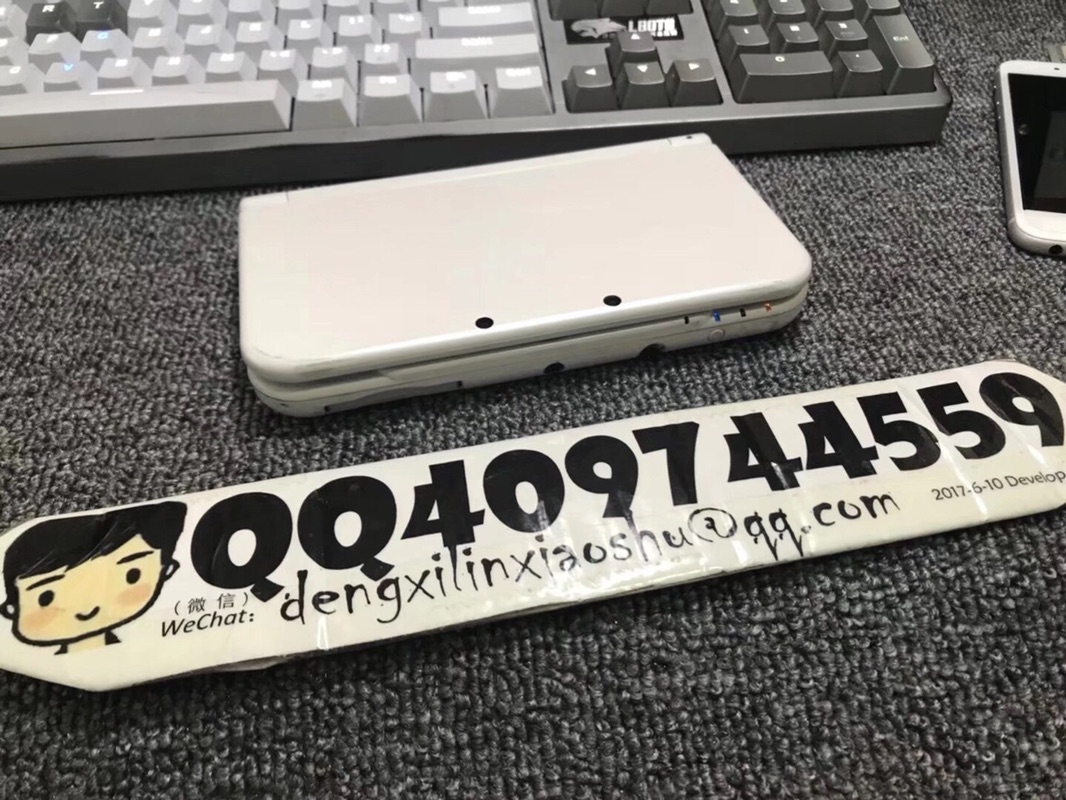 QQ409744559
dengxilinxiaoshu@qq.com
(微信)
WeChat:
2017-6-10 Develop